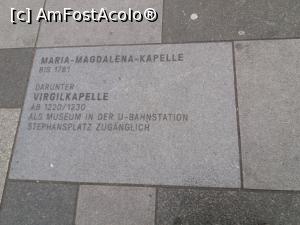 [c] AmFostAcolo®
MARIA-MAGDALENA-KAPELLE
BIS 1781
DARUNTER
VIRGILKAPELLE
AB 1220/1230
ALS MUSEUM IN DER U-BAHNSTATION
STEPHANSPLATZ ZUGÄNGLICH